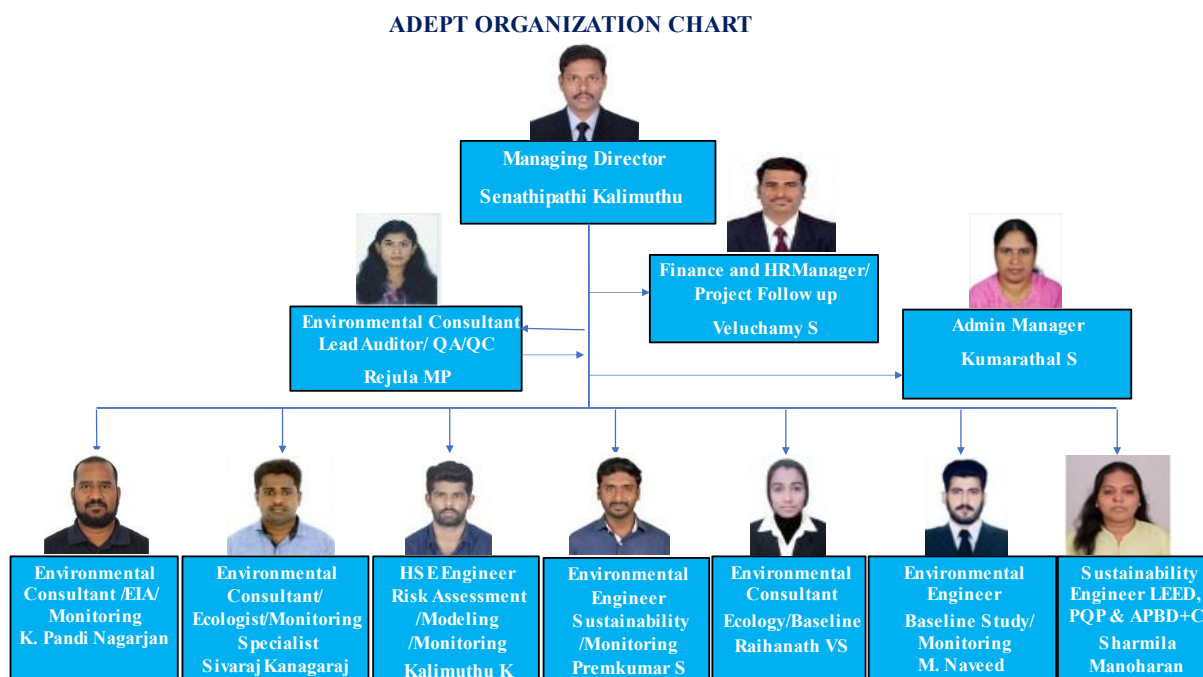 ADEPT ORGANIZATION CHART
Managing Director
Senathipathi Kalimuthu
Finance and HRManager/
Project Follow up
Veluchamy S
Environmental Consultant
Lead Auditor/ QA/QC
Rejula MP
Admin Manager
Kumarathal S
Environmental
Consultant /EIA/
Monitoring
K. Pandi Nagarjan
Environmental
Consultant/
Ecologist/Monitoring
Specialist
Sivaraj Kanagaraj
HSE Engineer
Risk Assessment
/Modeling
/Monitoring
Kalimuthu K
Environmental
Engineer
Sustainability
/Monitoring
Premkumar S
Environmental
Consultant
Ecology/Baseline
Raihanath VS
Environmental
Engineer
Baseline Study/
Monitoring
M. Naveed
Sustainability
Engineer LEED,
PQP & APBD+C
Sharmila
Manoharan